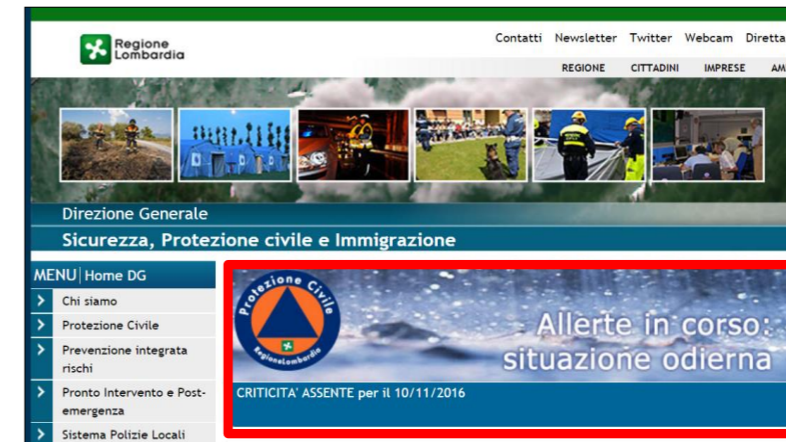 Regione
Lombardia
Contatti Newsletter Twitter Webcam Diretta
REGIONE CITTADINI IMPRESE AM
Direzione Generale
Sicurezza, Protezione civile e Immigrazione
MENU | Home DG
Chi siamo
Protezione Civile
Prevenzione integrata
rischi
Pronto Intervento e Post-
emergenza
Sistema Polizie Locali
Protezione Civile
RegioneLombardia
Allerte in corso:
situazione odierna
CRITICITA' ASSENTE per il 10/11/2016